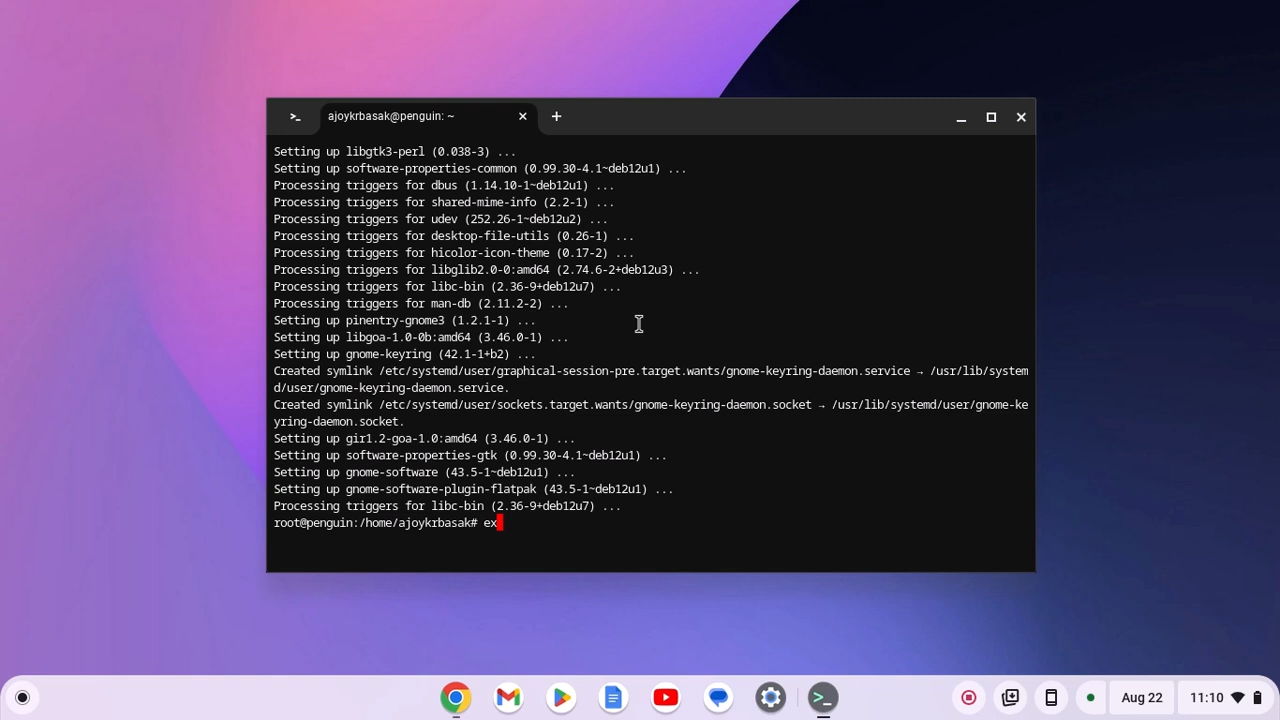 >_ ajoykrbasak@penguin: ~
Setting up libgtk3-perl (0.038-3) ...
Setting up software-properties-common (0.99.30-4.1~deb12u1) ...
Processing triggers for dbus (1.14.10-1~deb12u1) ...
Processing triggers for shared-mime-info (2.2-1) ...
Processing triggers for udev (252.26-1~deb12u2) ...
Processing triggers for desktop-file-utils (0.26-1) ...
Processing triggers for hicolor-icon-theme (0.17-2) ...
Processing triggers for libglib2.0-0:amd64 (2.74.6-2+deb12u3) ...
Processing triggers for libc-bin (2.36-9+deb12u7) ...
Processing triggers for man-db (2.11.2-2) ...
Setting up pinentry-gnome3 (1.2.1-1) ...
Setting up libgoa-1.0-0b:amd64 (3.46.0-1) ...
Setting up gnome-keyring (42.1-1+b2) ...
Created symlink /etc/systemd/user/graphical-session-pre.target.wants/gnome-keyring-daemon.service → /usr/lib/system
d/user/gnome-keyring-daemon.service.
Created symlink /etc/systemd/user/sockets.target.wants/gnome-keyring-daemon.socket → /usr/lib/systemd/user/gnome-ke
yring-daemon.socket.
Setting up gir1.2-goa-1.0:amd64 (3.46.0-1) ...
Setting up software-properties-gtk (0.99.30-4.1~deb12u1) ...
Setting up gnome-software (43.5-1~deb12u1) ...
Setting up gnome-software-plugin-flatpak (43.5-1~deb12u1) ...
Processing triggers for libc-bin (2.36-9+deb12u7) ...
root@penguin:/home/ajoykrbasak# ex
Aug 22 11:10